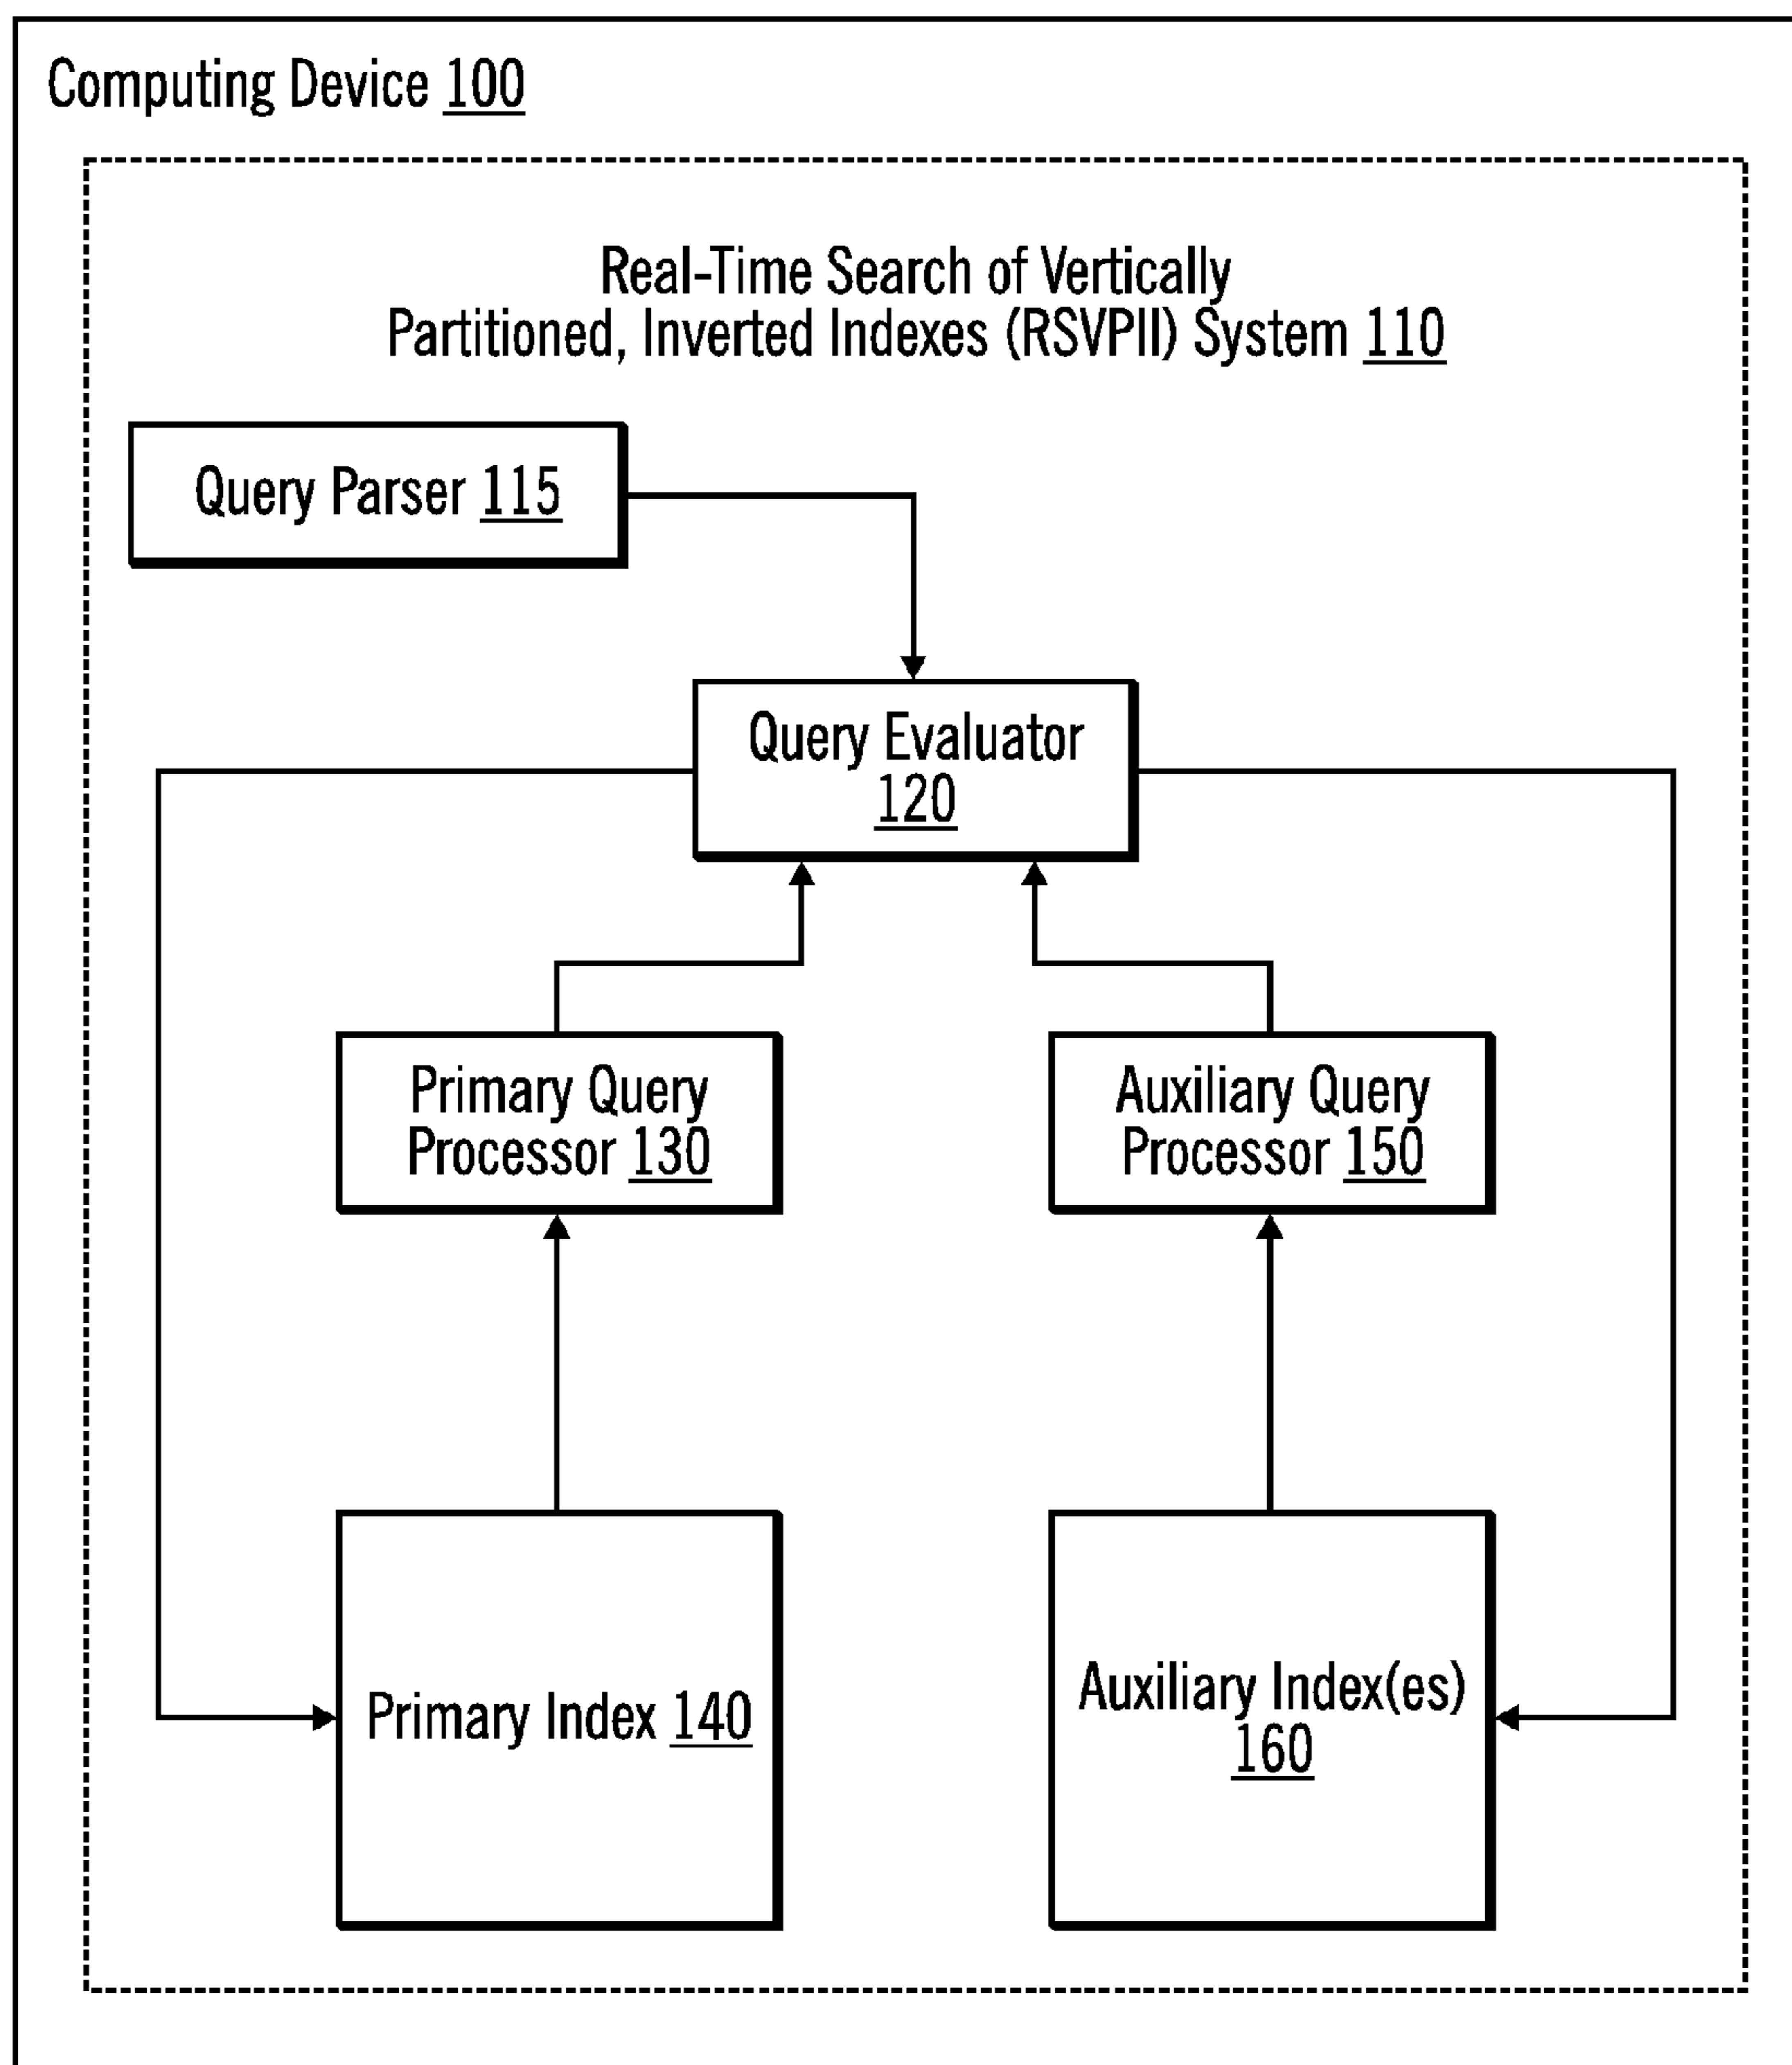 Computing Device 100
Real-Time Search of Vertically
Partitioned, Inverted Indexes (RSVPII) System 110
Query Parser 115
Query Evaluator
120
Primary Query
Processor 130
Auxiliary Query
Processor 150
Primary Index 140
Auxiliary Index(es)
160